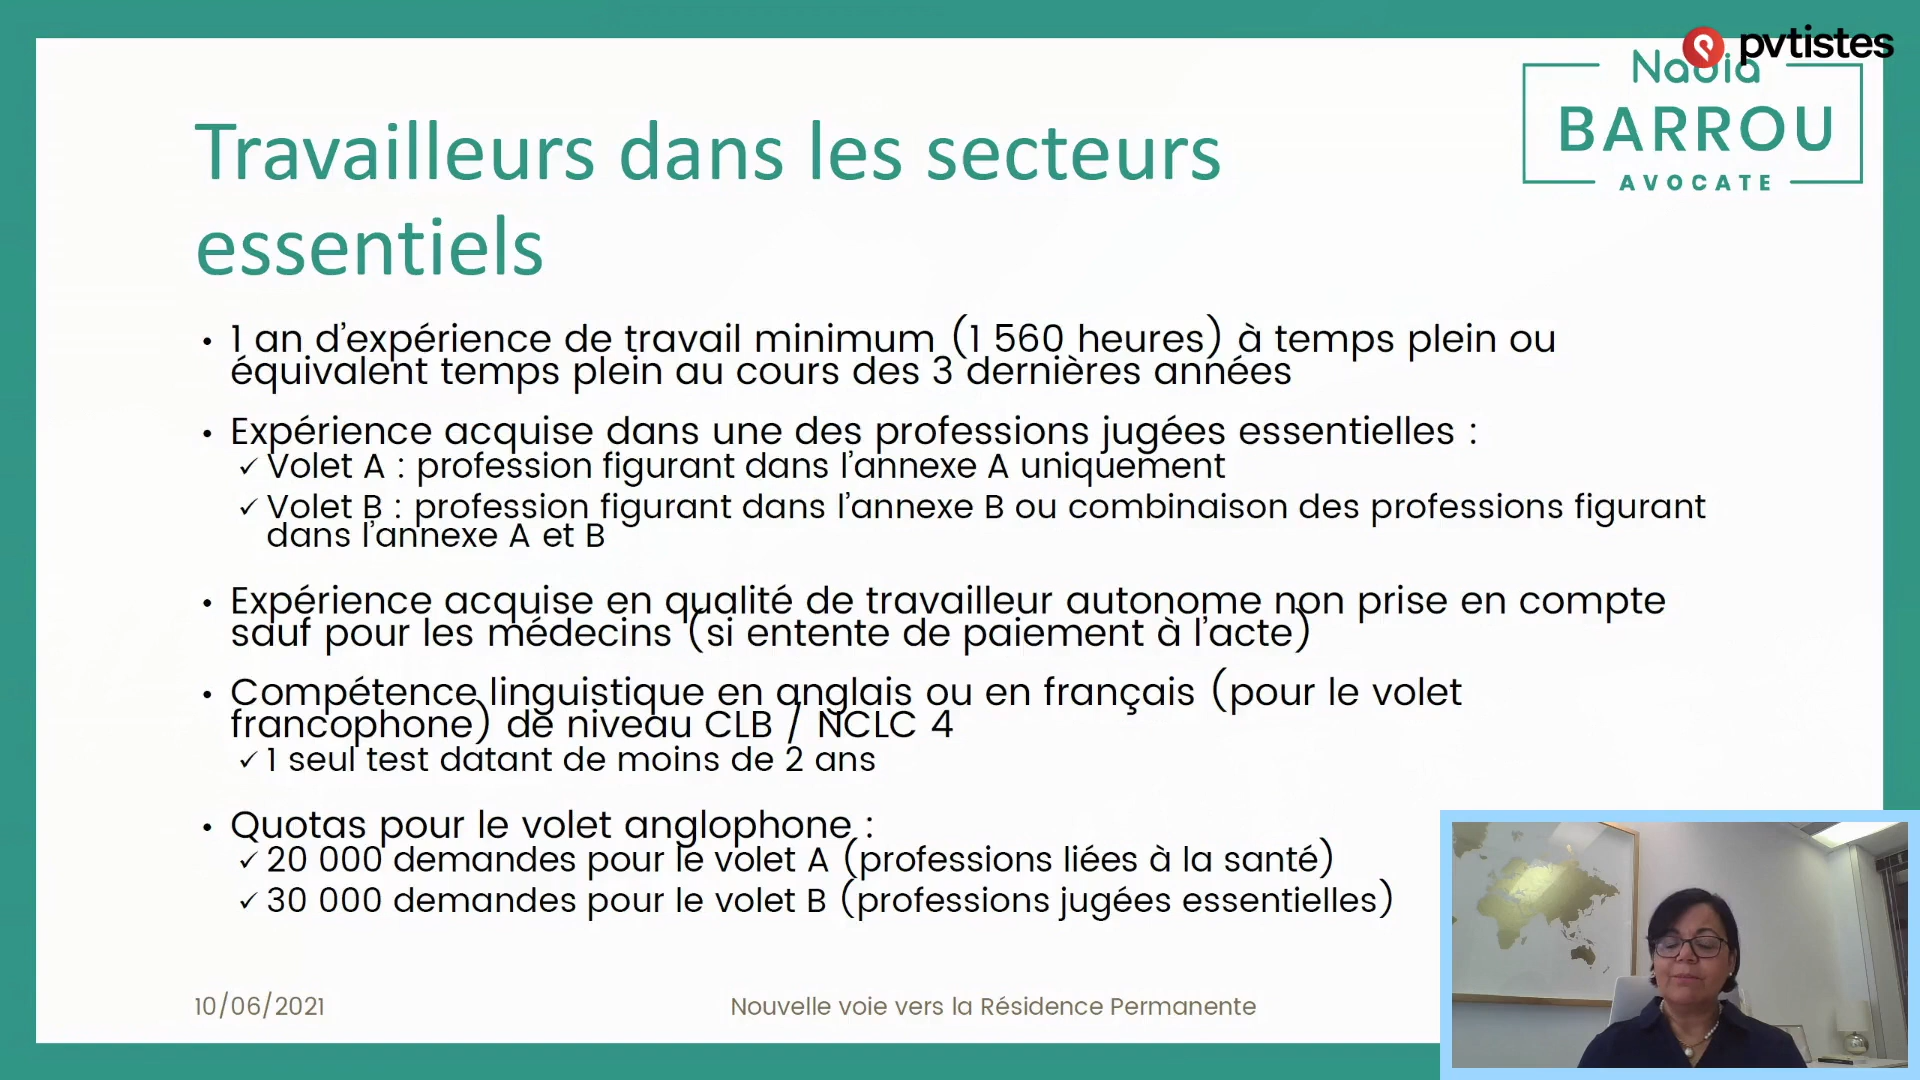 pvtistes
Nadia
BARROU
AVOCATE
Travailleurs dans les secteurs
essentiels
• 1 an d’expérience de travail minimum (1 560 heures) à temps plein ou
équivalent temps plein au cours des 3 dernières années
• Expérience acquise dans une des professions jugées essentielles :
✓ Volet A : profession figurant dans l’annexe A uniquement
✓ Volet B : profession figurant dans l’annexe B ou combinaison des professions figurant
dans l’annexe A et B
• Expérience acquise en qualité de travailleur autonome non prise en compte
sauf pour les médecins (si entente de paiement à l’acte)
• Compétence linguistique en anglais ou en français (pour le volet
francophone) de niveau CLB / NCLC 4
✓ 1 seul test datant de moins de 2 ans
• Quotas pour le volet anglophone :
✓ 20 000 demandes pour le volet A (professions liées à la santé)
✓ 30 000 demandes pour le volet B (professions jugées essentielles)
10/06/2021
Nouvelle voie vers la Résidence Permanente